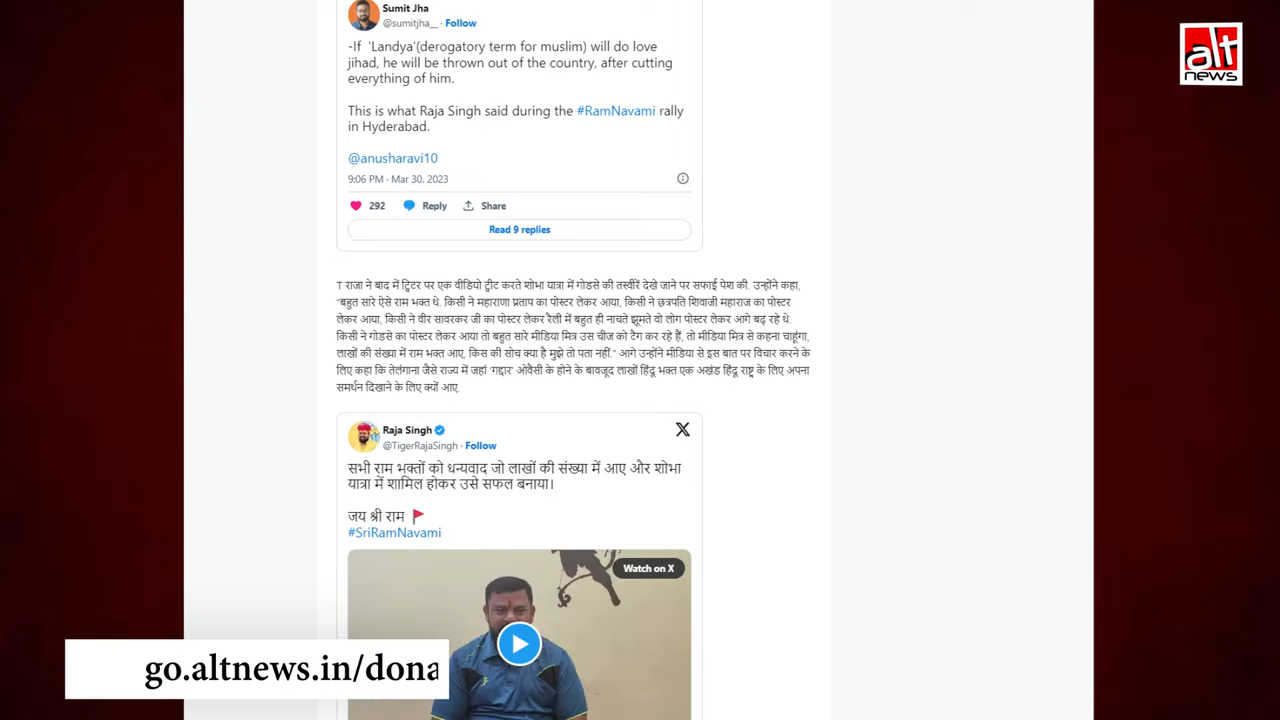 Sumit Jha
@sumitjha__ · Follow
-If 'Landya'(derogatory term for muslim) will do love
jihad, he will be thrown out of the country, after cutting
everything of him.
This is what Raja Singh said during the #RamNavami rally
in Hyderabad.
@anusharavi10
9:06 PM · Mar 30, 2023
292 Reply Share
Read 9 replies
T राजा ने बाद में ट्विटर पर एक वीडियो ट्वीट करते शोभा यात्रा में गोडसे की तस्वीरें देखे जाने पर सफाई पेश की. उन्होंने कहा,
"बहुत सारे ऐसे राम भक्त थे. किसी ने महाराणा प्रताप का पोस्टर लेकर आया, किसी ने छत्रपति शिवाजी महाराज का पोस्टर
लेकर आया, किसी ने वीर सावरकर जी का पोस्टर लेकर रैली में बहुत ही नाचते झूमते वो लोग पोस्टर लेकर आगे बढ़ रहे थे.
किसी ने गोडसे का पोस्टर लेकर आया तो बहुत सारे मीडिया मित्र उस चीज को टैग कर रहे हैं, तो मीडिया मित्र से कहना चाहूंगा,
लाखों की संख्या में राम भक्त आए, किस की सोच क्या है मुझे तो पता नहीं." आगे उन्होंने मीडिया से इस बात पर विचार करने के
लिए कहा कि तेलंगाना जैसे राज्य में जहां 'गद्दार' ओवैसी के होने के बावजूद लाखों हिंदू भक्त एक अखंड हिंदू राष्ट्र के लिए अपना
समर्थन दिखाने के लिए क्यों आए.
Raja Singh
@TigerRajaSingh · Follow
सभी राम भक्तों को धन्यवाद जो लाखों की संख्या में आए और शोभा
यात्रा में शामिल होकर उसे सफल बनाया।
जय श्री राम
#SriRamNavami
Watch on X
go.altnews.in/dona
alt
news